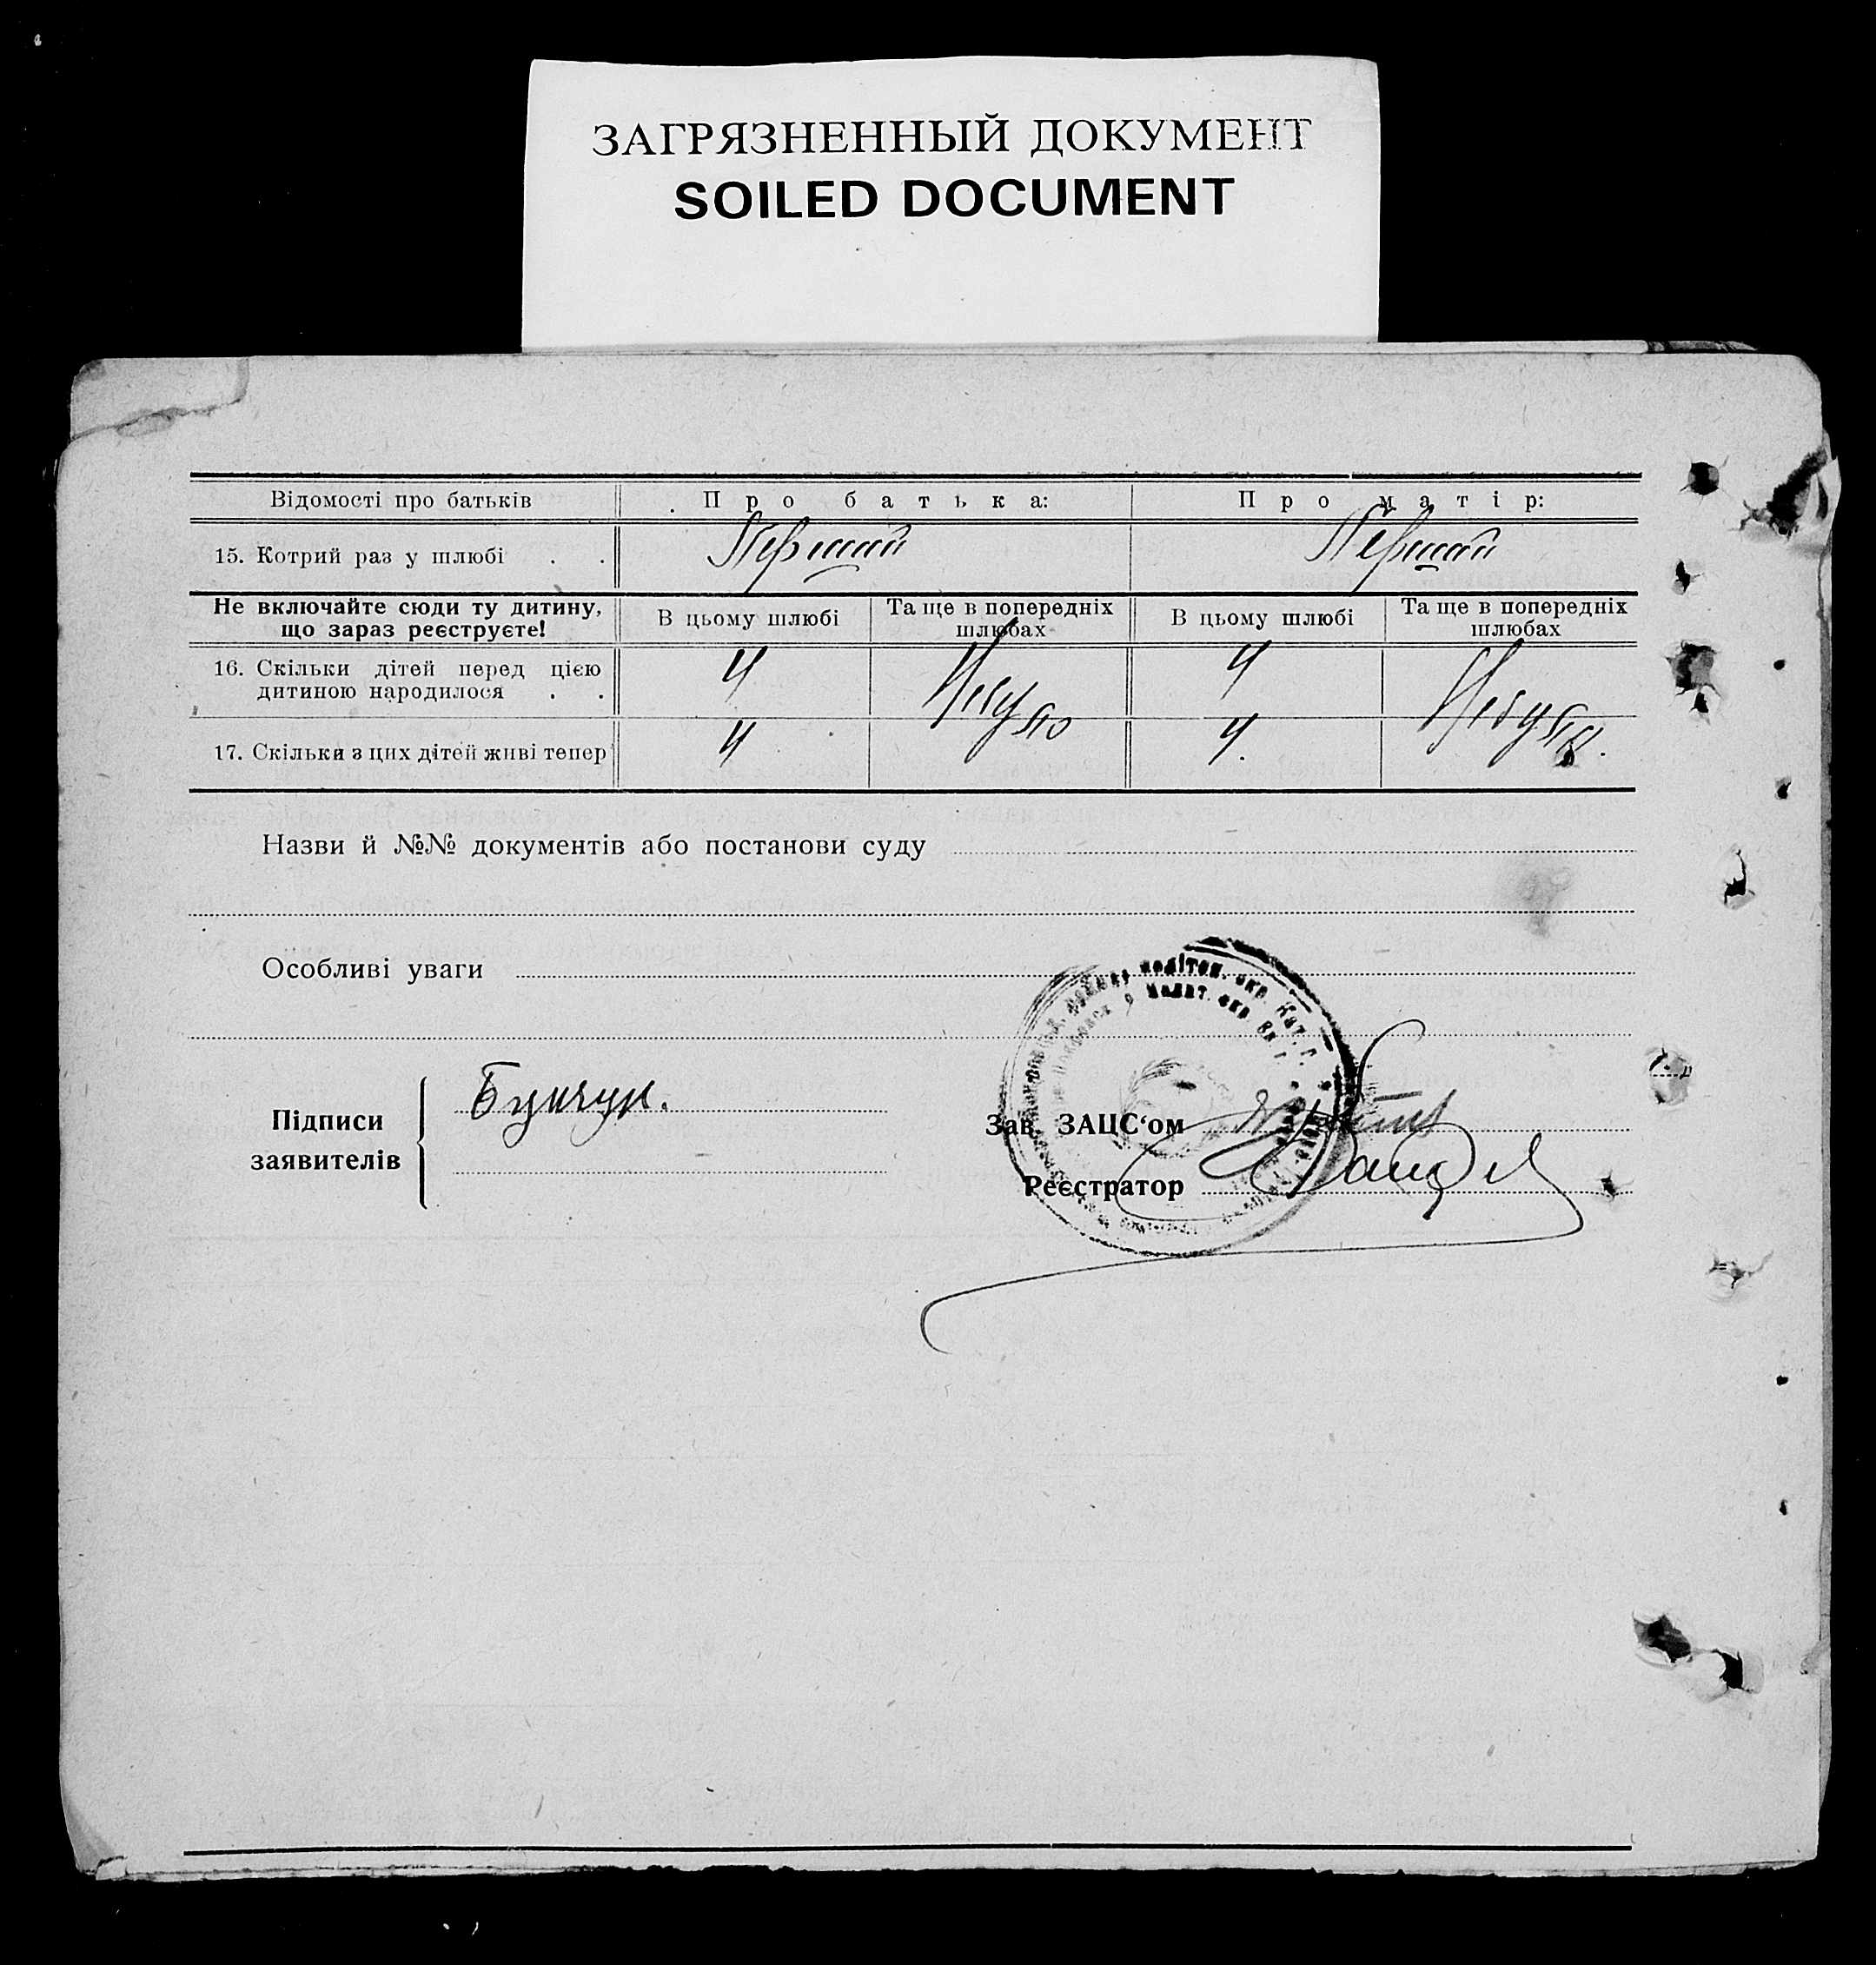 ЗАГРЯЗНЕННЫЙ ДОКУМЕНТ
SOILED DOCUMENT
Відомості про батьків Про батька: Про матір:
15. Котрий раз у шлюбі . . Перший Перший
Не включайте сюди ту дитину, що зараз реєструєте! В цьому шлюбі Та ще в попередніх шлюбах В цьому шлюбі Та ще в попередніх шлюбах
16. Скільки дітей перед цією
дитиною народилося . . 4 Небуло 4 Небуло.
17. Скільки з цих дітей живі тепер 4 4.
Назви й №№ документів або постанови суду
Особливі уваги
Підписи
заявителів
Бунчук.
Зав. ЗАЦС‘ом
Реєстратор